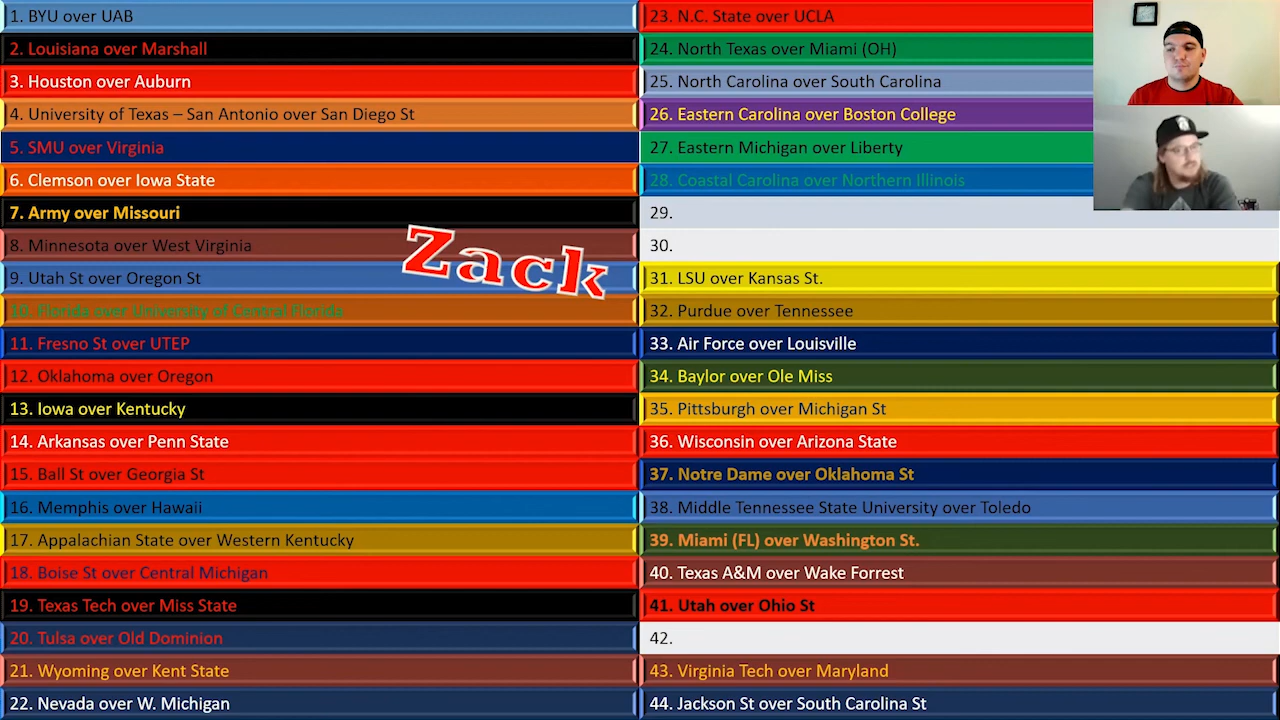 1. BYU over UAB
2. Louisiana over Marshall
3. Houston over Auburn
4. University of Texas – San Antonio over San Diego St
5. SMU over Virginia
6. Clemson over Iowa State
7. Army over Missouri
8. Minnesota over West Virginia
9. Utah St over Oregon St
10. Florida over University of Central Florida
11. Fresno St over UTEP
12. Oklahoma over Oregon
13. Iowa over Kentucky
14. Arkansas over Penn State
15. Ball St over Georgia St
16. Memphis over Hawaii
17. Appalachian State over Western Kentucky
18. Boise St over Central Michigan
19. Texas Tech over Miss State
20. Tulsa over Old Dominion
21. Wyoming over Kent State
22. Nevada over W. Michigan
Zack
23. N.C. State over UCLA
24. North Texas over Miami (OH)
25. North Carolina over South Carolina
26. Eastern Carolina over Boston College
27. Eastern Michigan over Liberty
28. Coastal Carolina over Northern Illinois
29.
30.
31. LSU over Kansas St.
32. Purdue over Tennessee
33. Air Force over Louisville
34. Baylor over Ole Miss
35. Pittsburgh over Michigan St
36. Wisconsin over Arizona State
37. Notre Dame over Oklahoma St
38. Middle Tennessee State University over Toledo
39. Miami (FL) over Washington St.
40. Texas A&M over Wake Forrest
41. Utah over Ohio St
42.
43. Virginia Tech over Maryland
44. Jackson St over South Carolina St